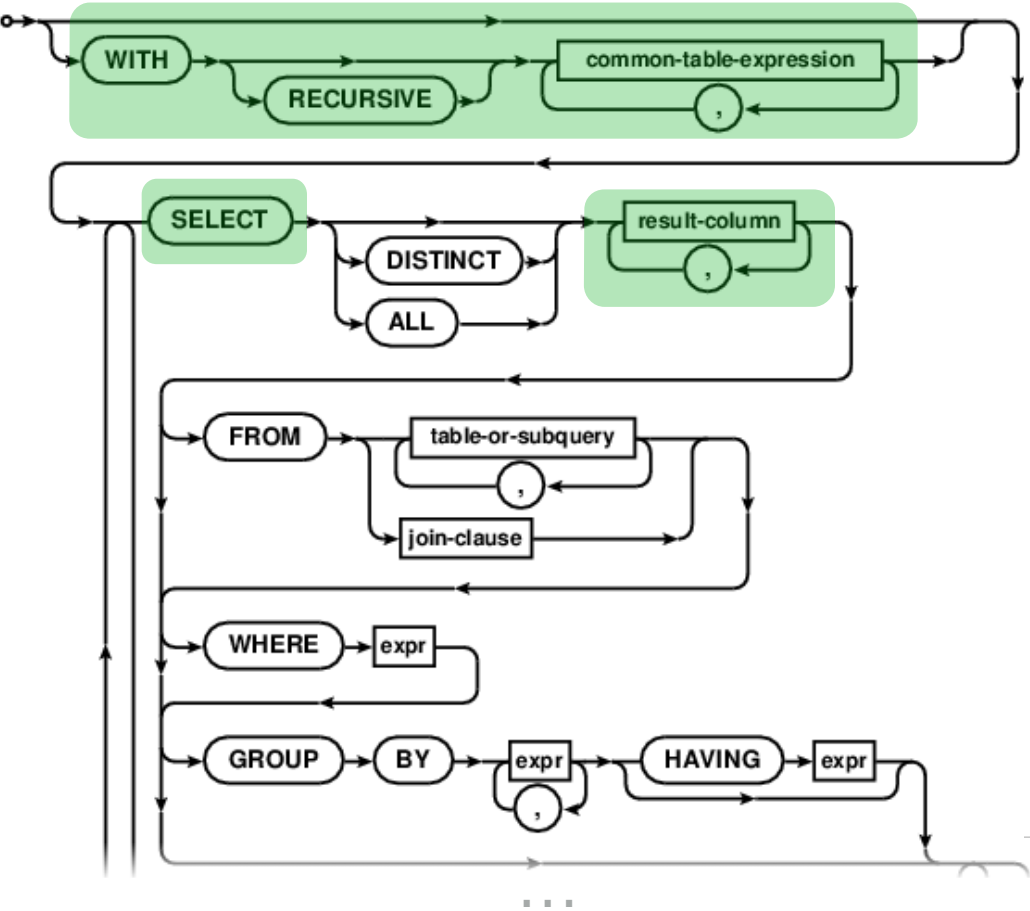 WITH
common-table-expression
RECURSIVE
,
SELECT
result-column
DISTINCT
,
ALL
FROM
table-or-subquery
,
join-clause
WHERE expr
GROUP BY expr HAVING expr
,